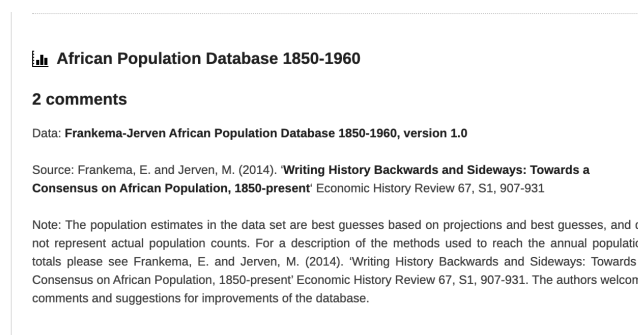 African Population Database 1850-1960
2 comments
Data: Frankema-Jerven African Population Database 1850-1960, version 1.0
Source: Frankema, E. and Jerven, M. (2014). 'Writing History Backwards and Sideways: Towards a
Consensus on African Population, 1850-present' Economic History Review 67, S1, 907-931
Note: The population estimates in the data set are best guesses based on projections and best guesses, and
not represent actual population counts. For a description of the methods used to reach the annual
totals please see Frankema, E. and Jerven, M. (2014). 'Writing History Backwards and Sideways: Towards
Consensus on African Population, 1850-present' Economic History Review 67, S1, 907-931. The authors
comments and suggestions for improvements of the database.